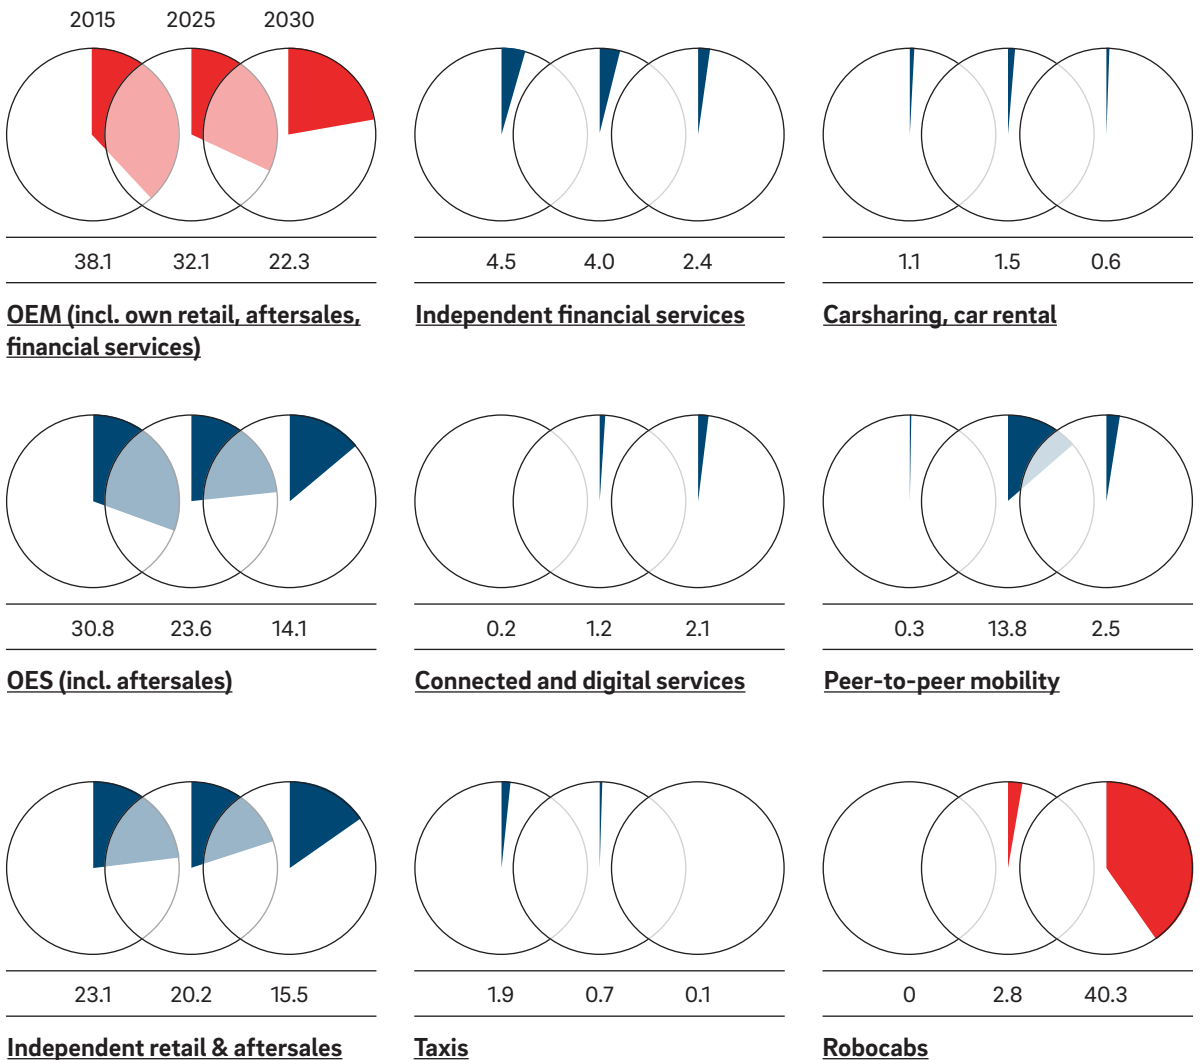 2015 2025 2030
38.1 32.1 22.3
OEM (incl. own retail, aftersales,
financial services)
4.5 4.0 2.4
Independent financial services
1.1 1.5 0.6
Carsharing, car rental
30.8 23.6 14.1
OES (incl. aftersales)
0.2 1.2 2.1
Connected and digital services
0.3 13.8 2.5
Peer-to-peer mobility
23.1 20.2 15.5
Independent retail & aftersales
1.9 0.7 0.1
Taxis
0 2.8 40.3
Robocabs